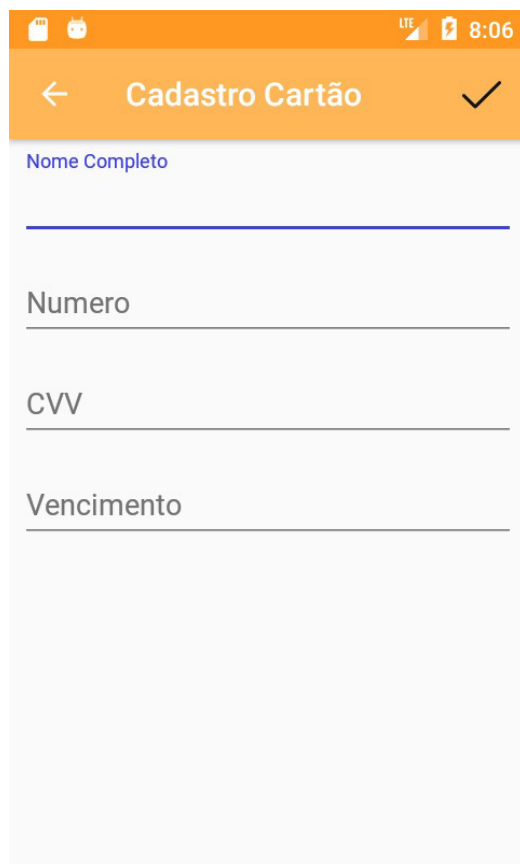 LTE 8:06
Cadastro Cartão
Nome Completo
Numero
CVV
Vencimento